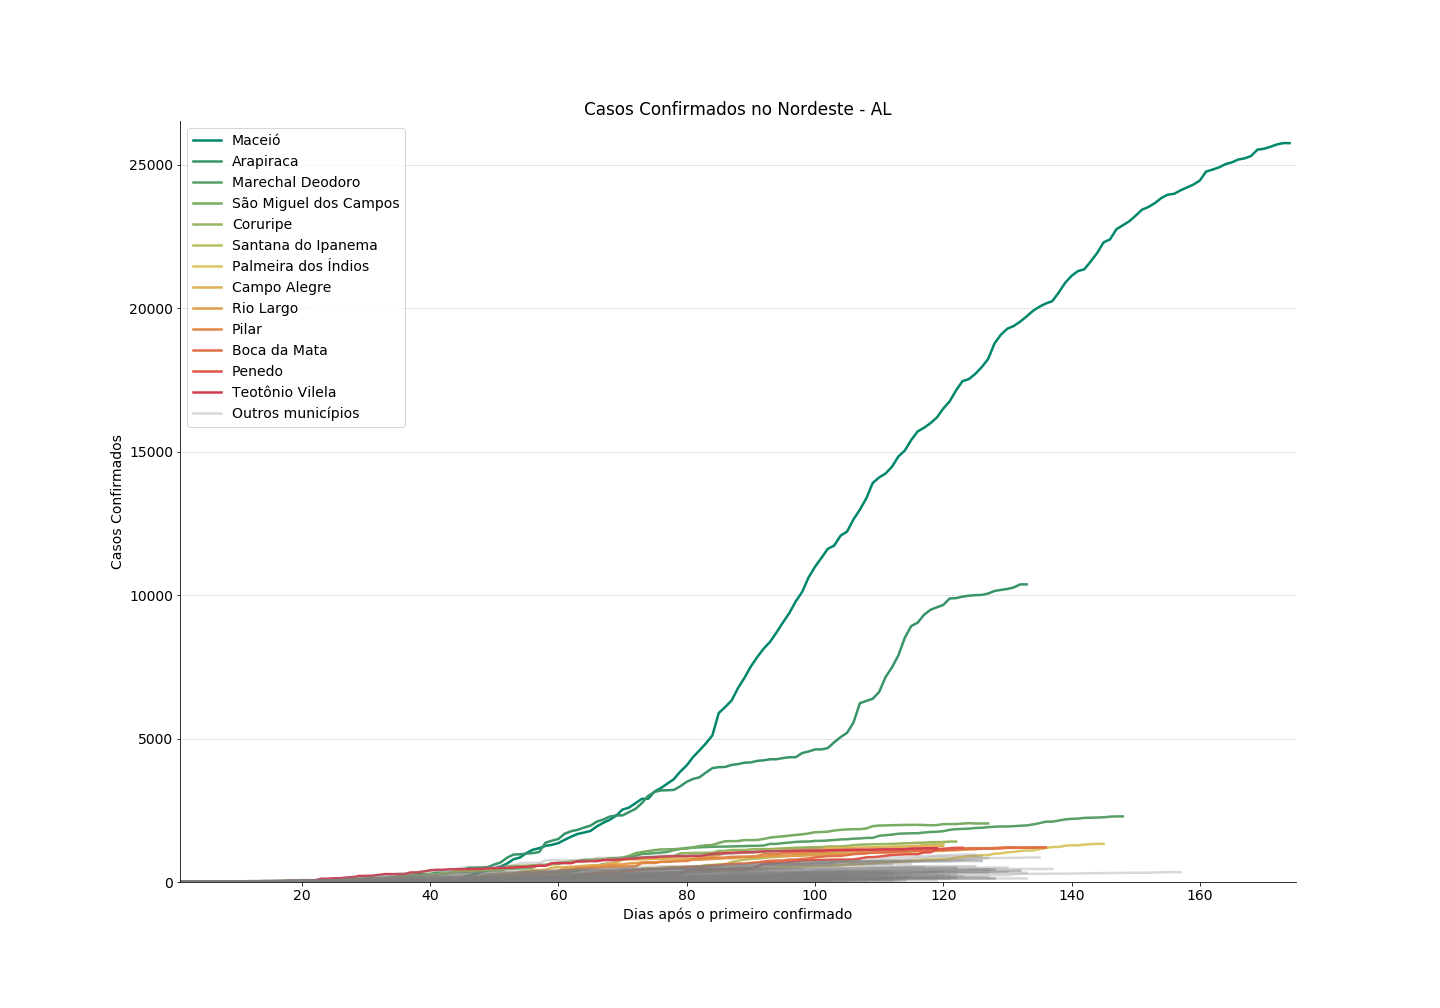 Casos Confirmados no Nordeste - AL
Maceió
Arapiraca
Marechal Deodoro
São Miguel dos Campos
Coruripe
Santana do Ipanema
Palmeira dos Índios
Campo Alegre
Rio Largo
Pilar
Boca da Mata
Penedo
Teotônio Vilela
Outros municípios
Casos Confirmados
25000
20000
15000
10000
5000
0
20 40 60 80 100 120 140 160
Dias após o primeiro confirmado